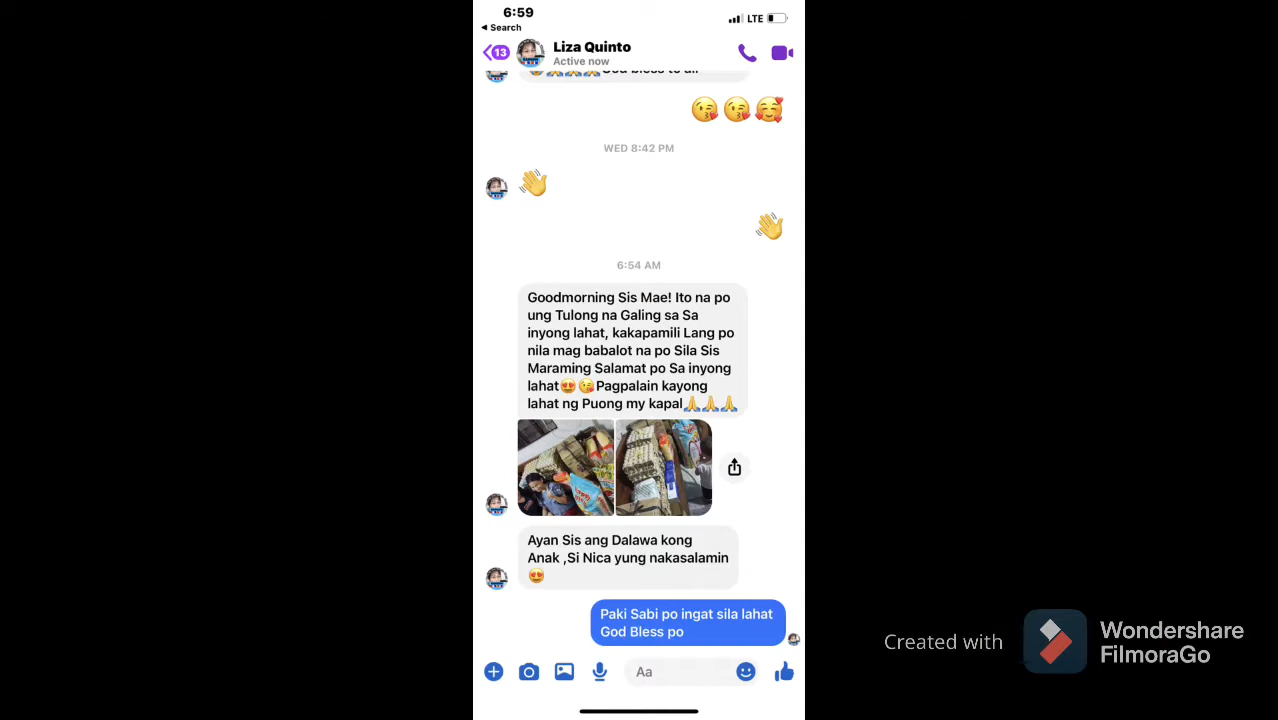 6:59
LTE
◀ Search
13
Liza Quinto
Active now
God bless to all
WED 8:42 PM
6:54 AM
Goodmorning Sis Mae! Ito na po
ung Tulong na Galing sa Sa
inyong lahat, kakapamili Lang po
nila mag babalot na po Sila Sis
Maraming Salamat po Sa inyong
lahat😍😘Pagpalain kayong
lahat ng Puong my kapal🙏🙏🙏
Ayan Sis ang Dalawa kong
Anak ,Si Nica yung nakasalamin
😍
Paki Sabi po ingat sila lahat
God Bless po
Aa
Created with
Wondershare
FilmoraGo